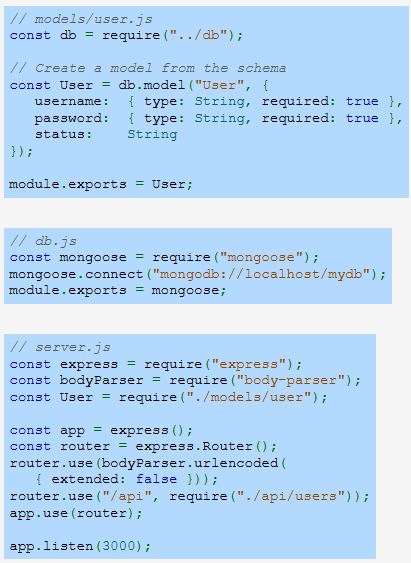 // models/user.js
const db = require("../db");
// Create a model from the schema
const User = db.model("User", {
   username:  { type: String, required: true },
   password:  { type: String, required: true },
   status:    String
});
module.exports = User;
// db.js
const mongoose = require("mongoose");
mongoose.connect("mongodb://localhost/mydb");
module.exports = mongoose;
// server.js
const express = require("express");
const bodyParser = require("body-parser");
const User = require("./models/user");
const app = express();
const router = express.Router();
router.use(bodyParser.urlencoded(
   { extended: false }));
router.use("/api", require("./api/users"));
app.use(router);
app.listen(3000);